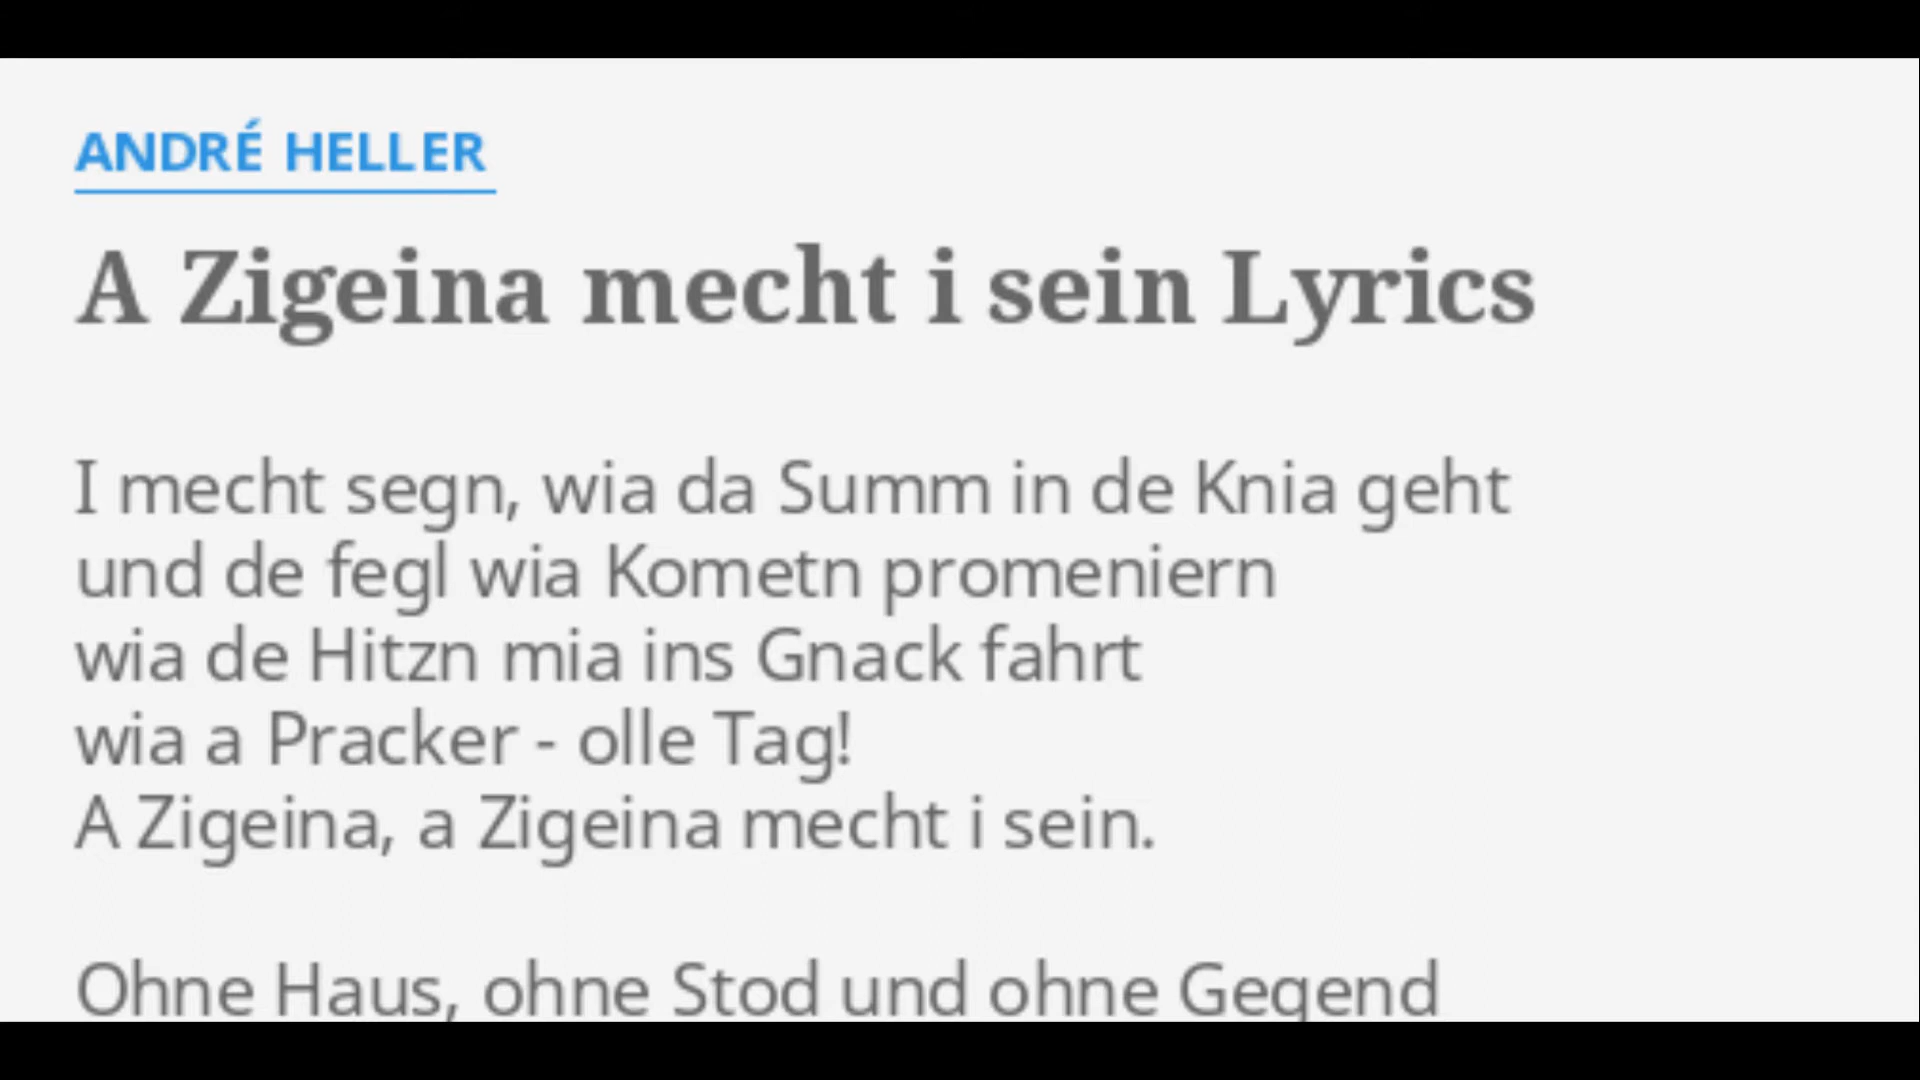 ANDRÉ HELLER
A Zigeina mecht i sein Lyrics
I mecht segn, wia da Summ in de Knia geht
und de fegl wia Kometn promeniern
wia de Hitzn mia ins Gnack fahrt
wia a Pracker - olle Tag!
A Zigeina, a Zigeina mecht i sein.
Ohne Haus, ohne Stod und ohne Gegend